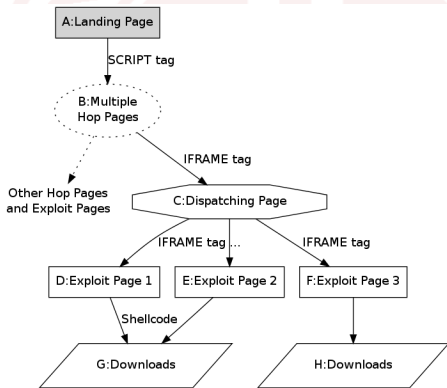 A:Landing Page
SCRIPT tag
B:Multiple
Hop Pages
IFRAME tag
Other Hop Pages
and Exploit Pages
C:Dispatching Page
IFRAME tag
...
IFRAME tag
D:Exploit Page 1
E:Exploit Page 2
F:Exploit Page 3
Shellcode
G:Downloads
H:Downloads